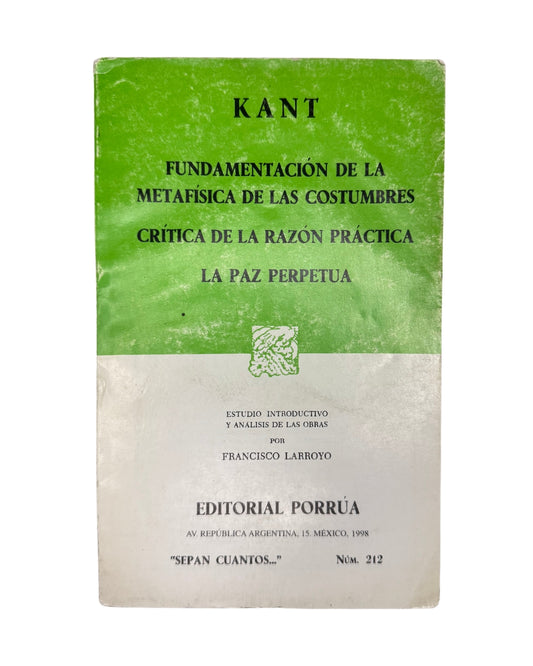 KANT
FUNDAMENTACIÓN DE LA
METAFÍSICA DE LAS COSTUMBRES
CRÍTICA DE LA RAZÓN PRÁCTICA
LA PAZ PERPETUA
ESTUDIO INTRODUCTIVO
Y ANÁLISIS DE LAS OBRAS
POR
FRANCISCO LARROYO
EDITORIAL PORRÚA
AV. REPÚBLICA ARGENTINA, 15. MÉXICO, 1998
"SEPAN CUANTOS..." NÚM. 212